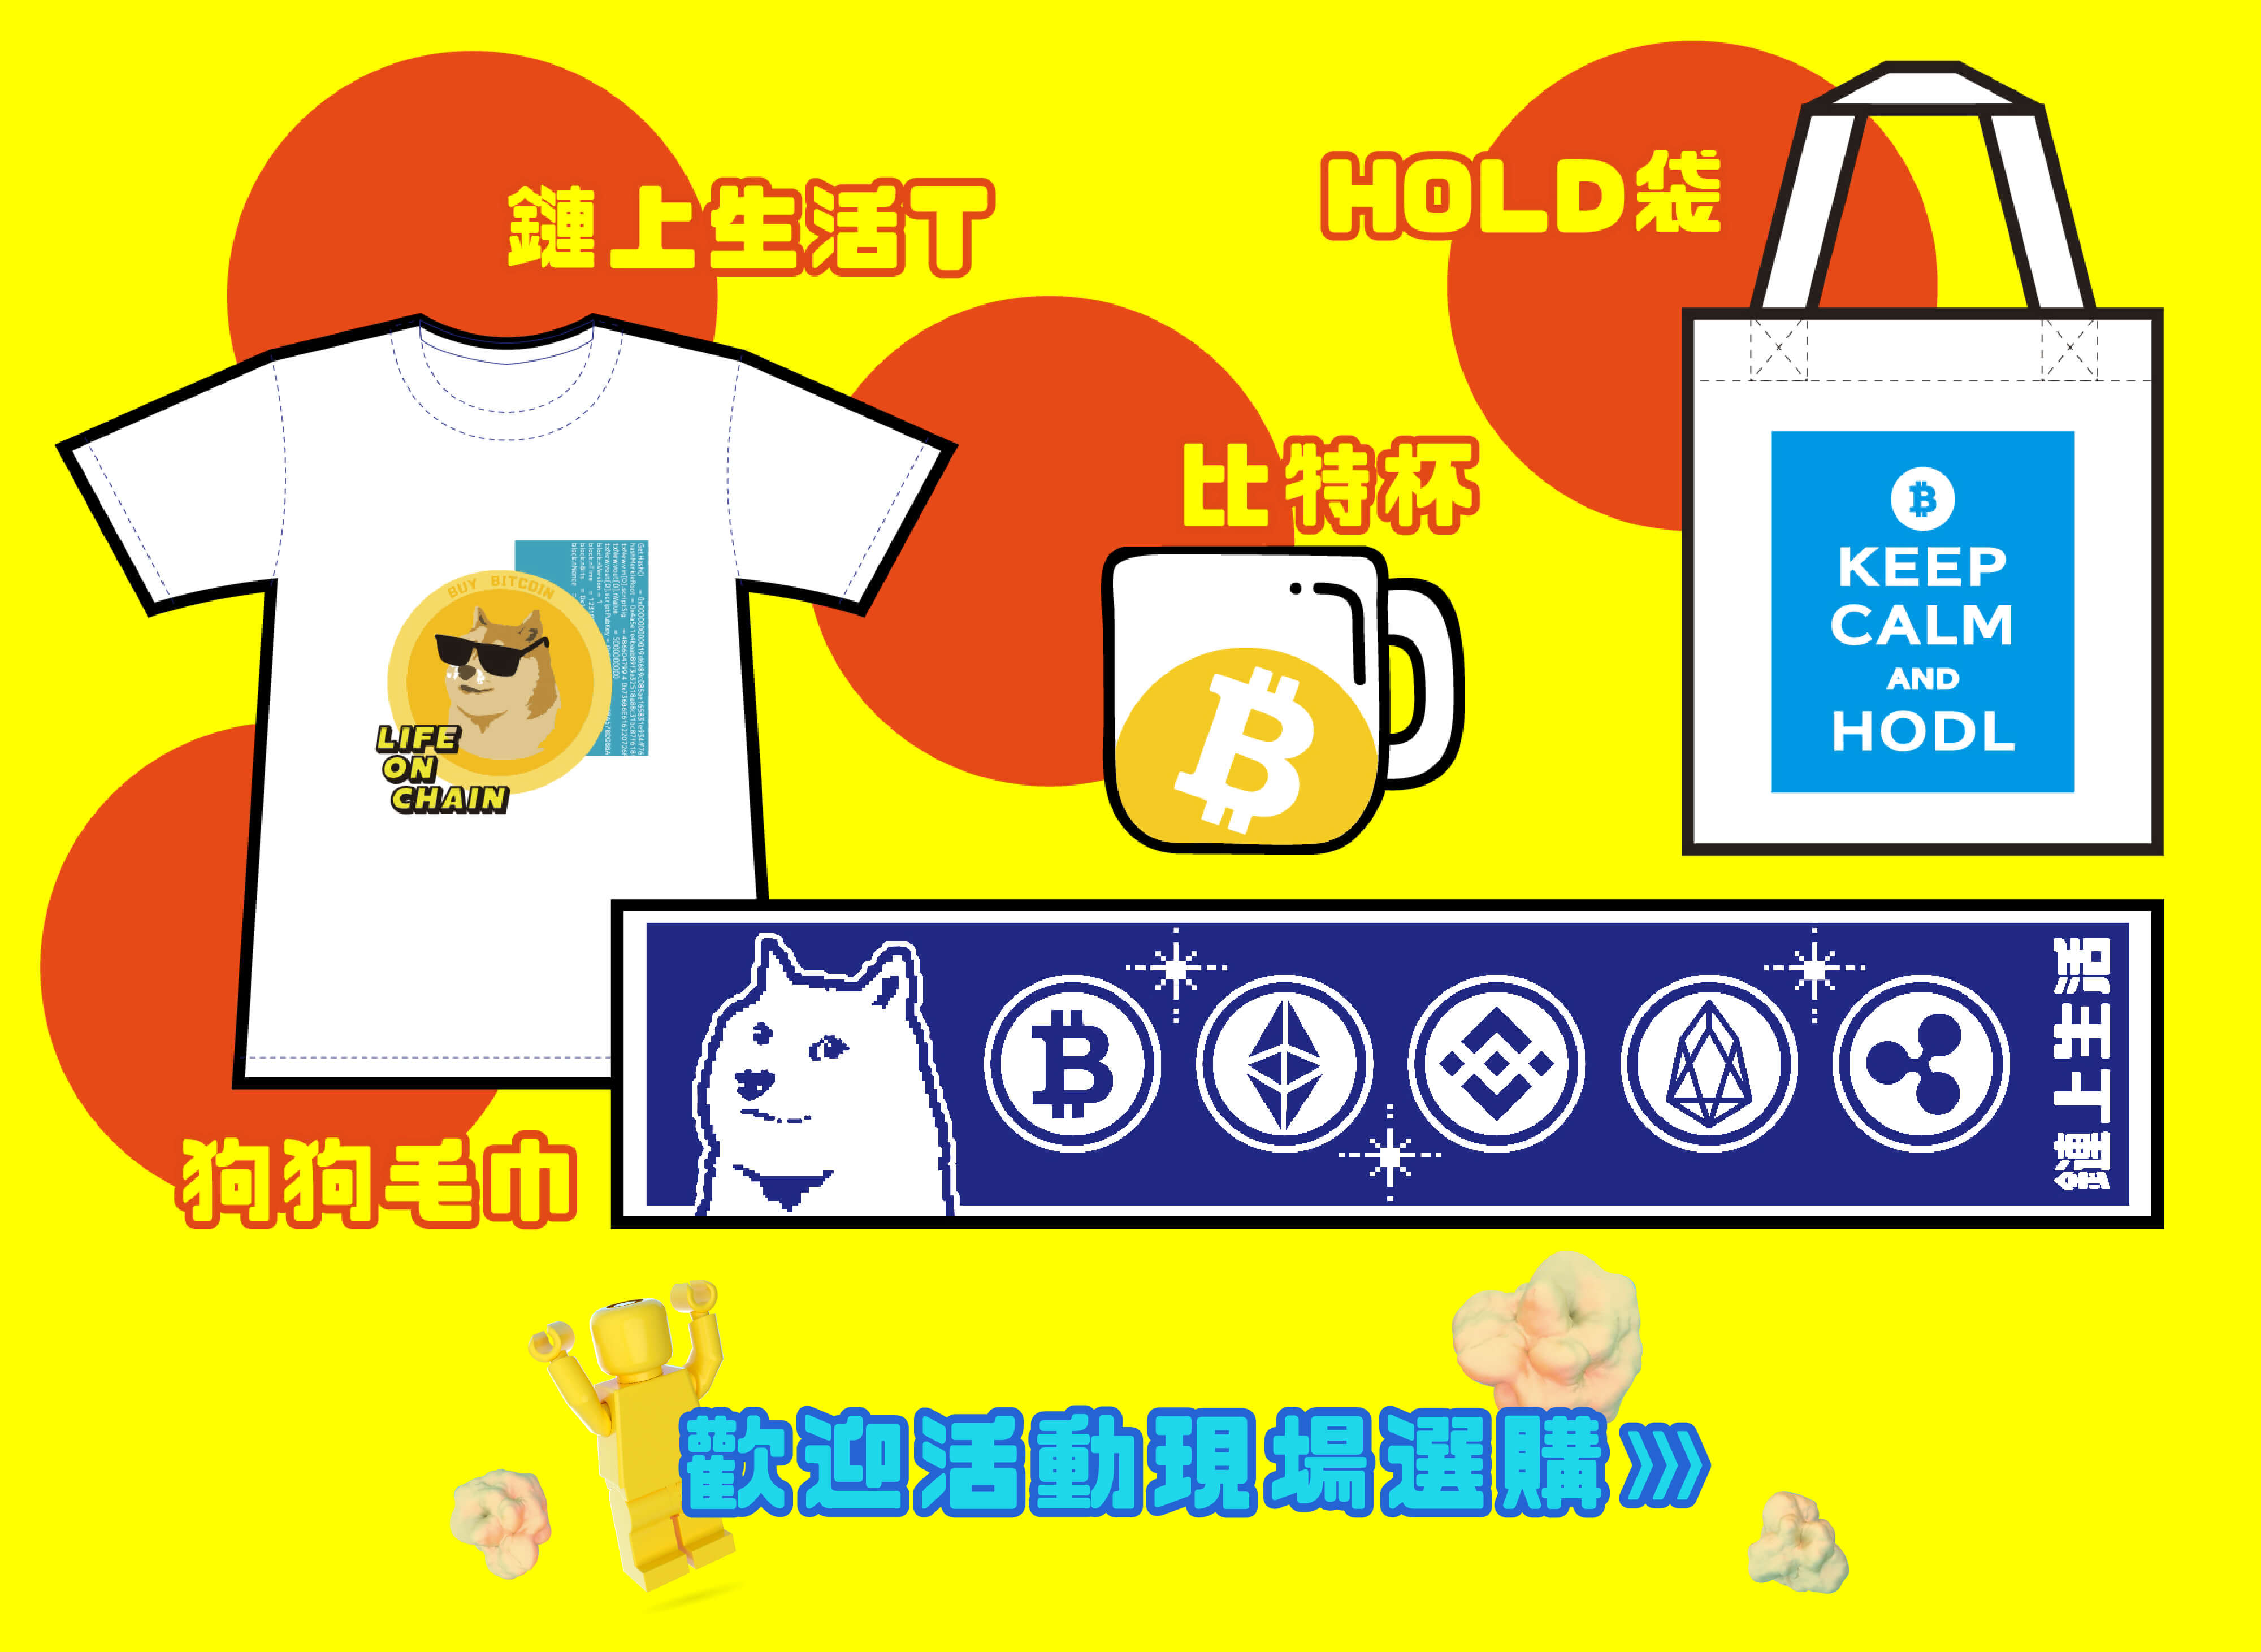 鏈上生活T
HOLD袋
比特杯
BUY BITCOIN
LIFE
ON
CHAIN
KEEP
CALM
AND
HODL
鏈上生活
狗狗毛巾
歡迎活動現場選購